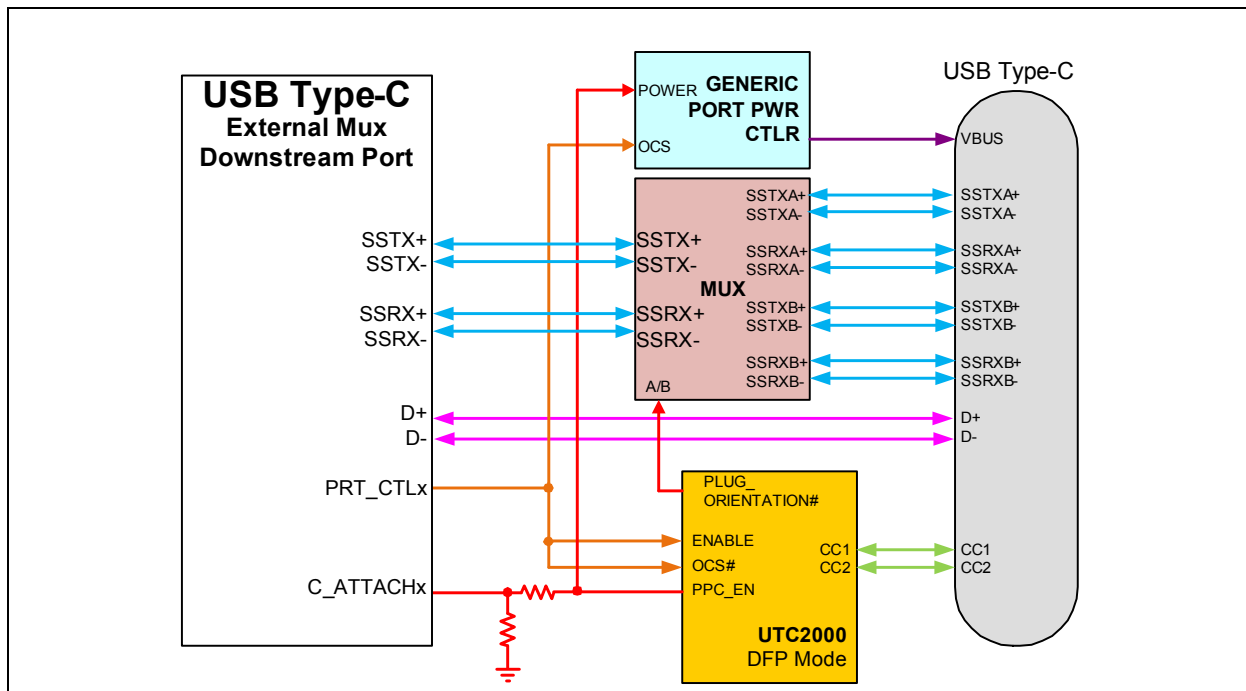 USB Type-C
External Mux
Downstream Port
SSTX+
SSTX-
SSRX+
SSRX-
D+
D-
PRT_CTLx
C_ATTACHx
POWER
GENERIC
PORT PWR
CTLR
OCS
SSTX+
SSTX-
SSRX+
SSRX-
MUX
A/B
SSTXA+
SSTXA-
SSRXA+
SSRXA-
SSTXB+
SSTXB-
SSRXB+
SSRXB-
PLUG_
ORIENTATION#
ENABLE
OCS#
PPC_EN
CC1
CC2
UTC2000
DFP Mode
USB Type-C
VBUS
SSTXA+
SSTXA-
SSRXA+
SSRXA-
SSTXB+
SSTXB-
SSRXB+
SSRXB-
D+
D-
CC1
CC2